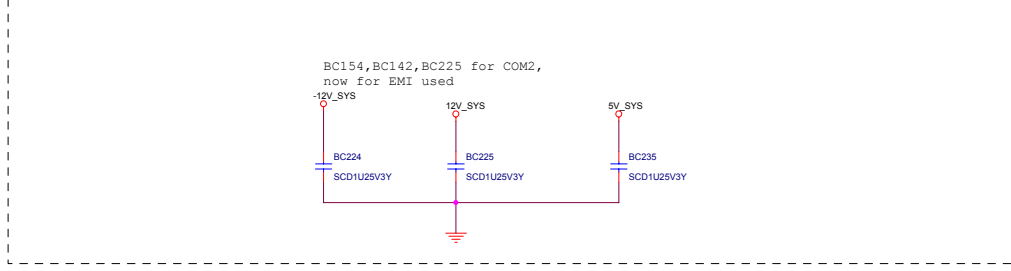 BC154,BC142,BC225 for COM2,
now for EMI used
-12V_SYS
12V_SYS
5V_SYS
BC224
BC225
BC235
SCD1U25V3Y
SCD1U25V3Y
SCD1U25V3Y